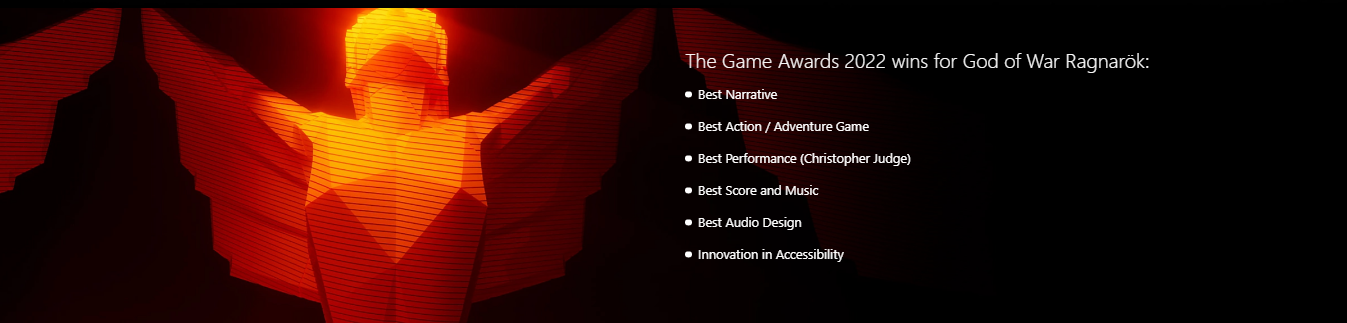 The Game Awards 2022 wins for God of War Ragnarök:
• Best Narrative
• Best Action / Adventure Game
• Best Performance (Christopher Judge)
• Best Score and Music
• Best Audio Design
• Innovation in Accessibility